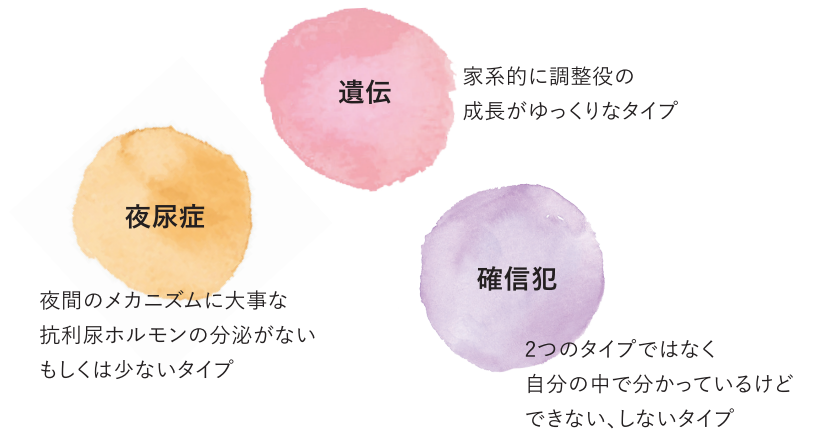 遺伝
家系的に調整役の
成長がゆっくりなタイプ
夜尿症
夜間のメカニズムに大事な
抗利尿ホルモンの分泌がない
もしくは少ないタイプ
確信犯
2つのタイプではなく
自分の中で分かっているけど
できない、しないタイプ